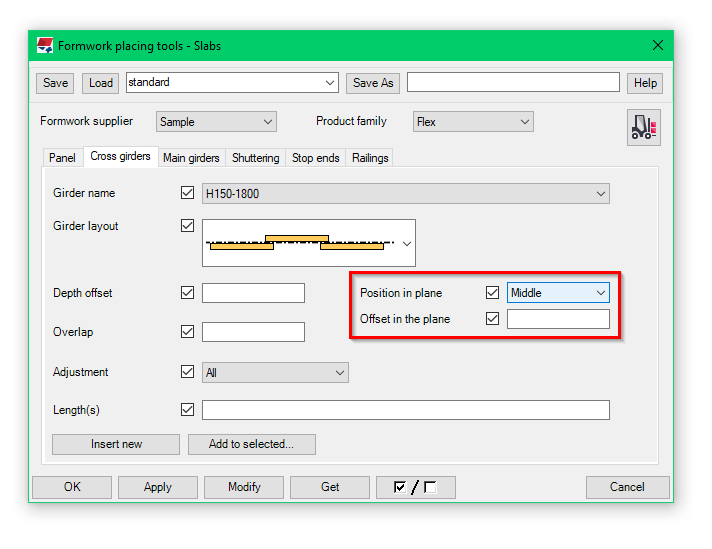 Formwork placing tools - Slabs
Save Load standard Save As Help
Formwork supplier Sample Product family Flex
Panel Cross girders Main girders Shuttering Stop ends Railings
Girder name H150-1800
Girder layout
Depth offset Position in plane Middle
Offset in the plane
Overlap
Adjustment All
Length(s)
Insert new Add to selected...
OK Apply Modify Get / Cancel